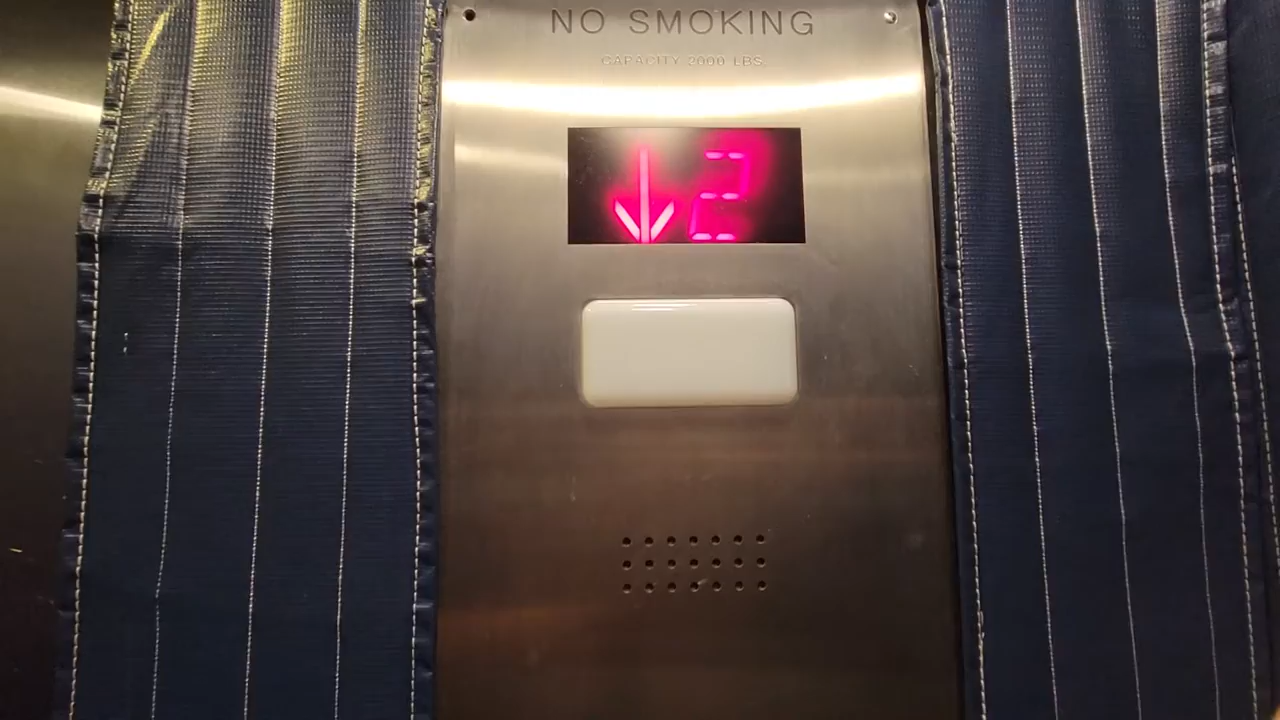 NO SMOKING
CAPACITY 2000 LBS.
↓ 2